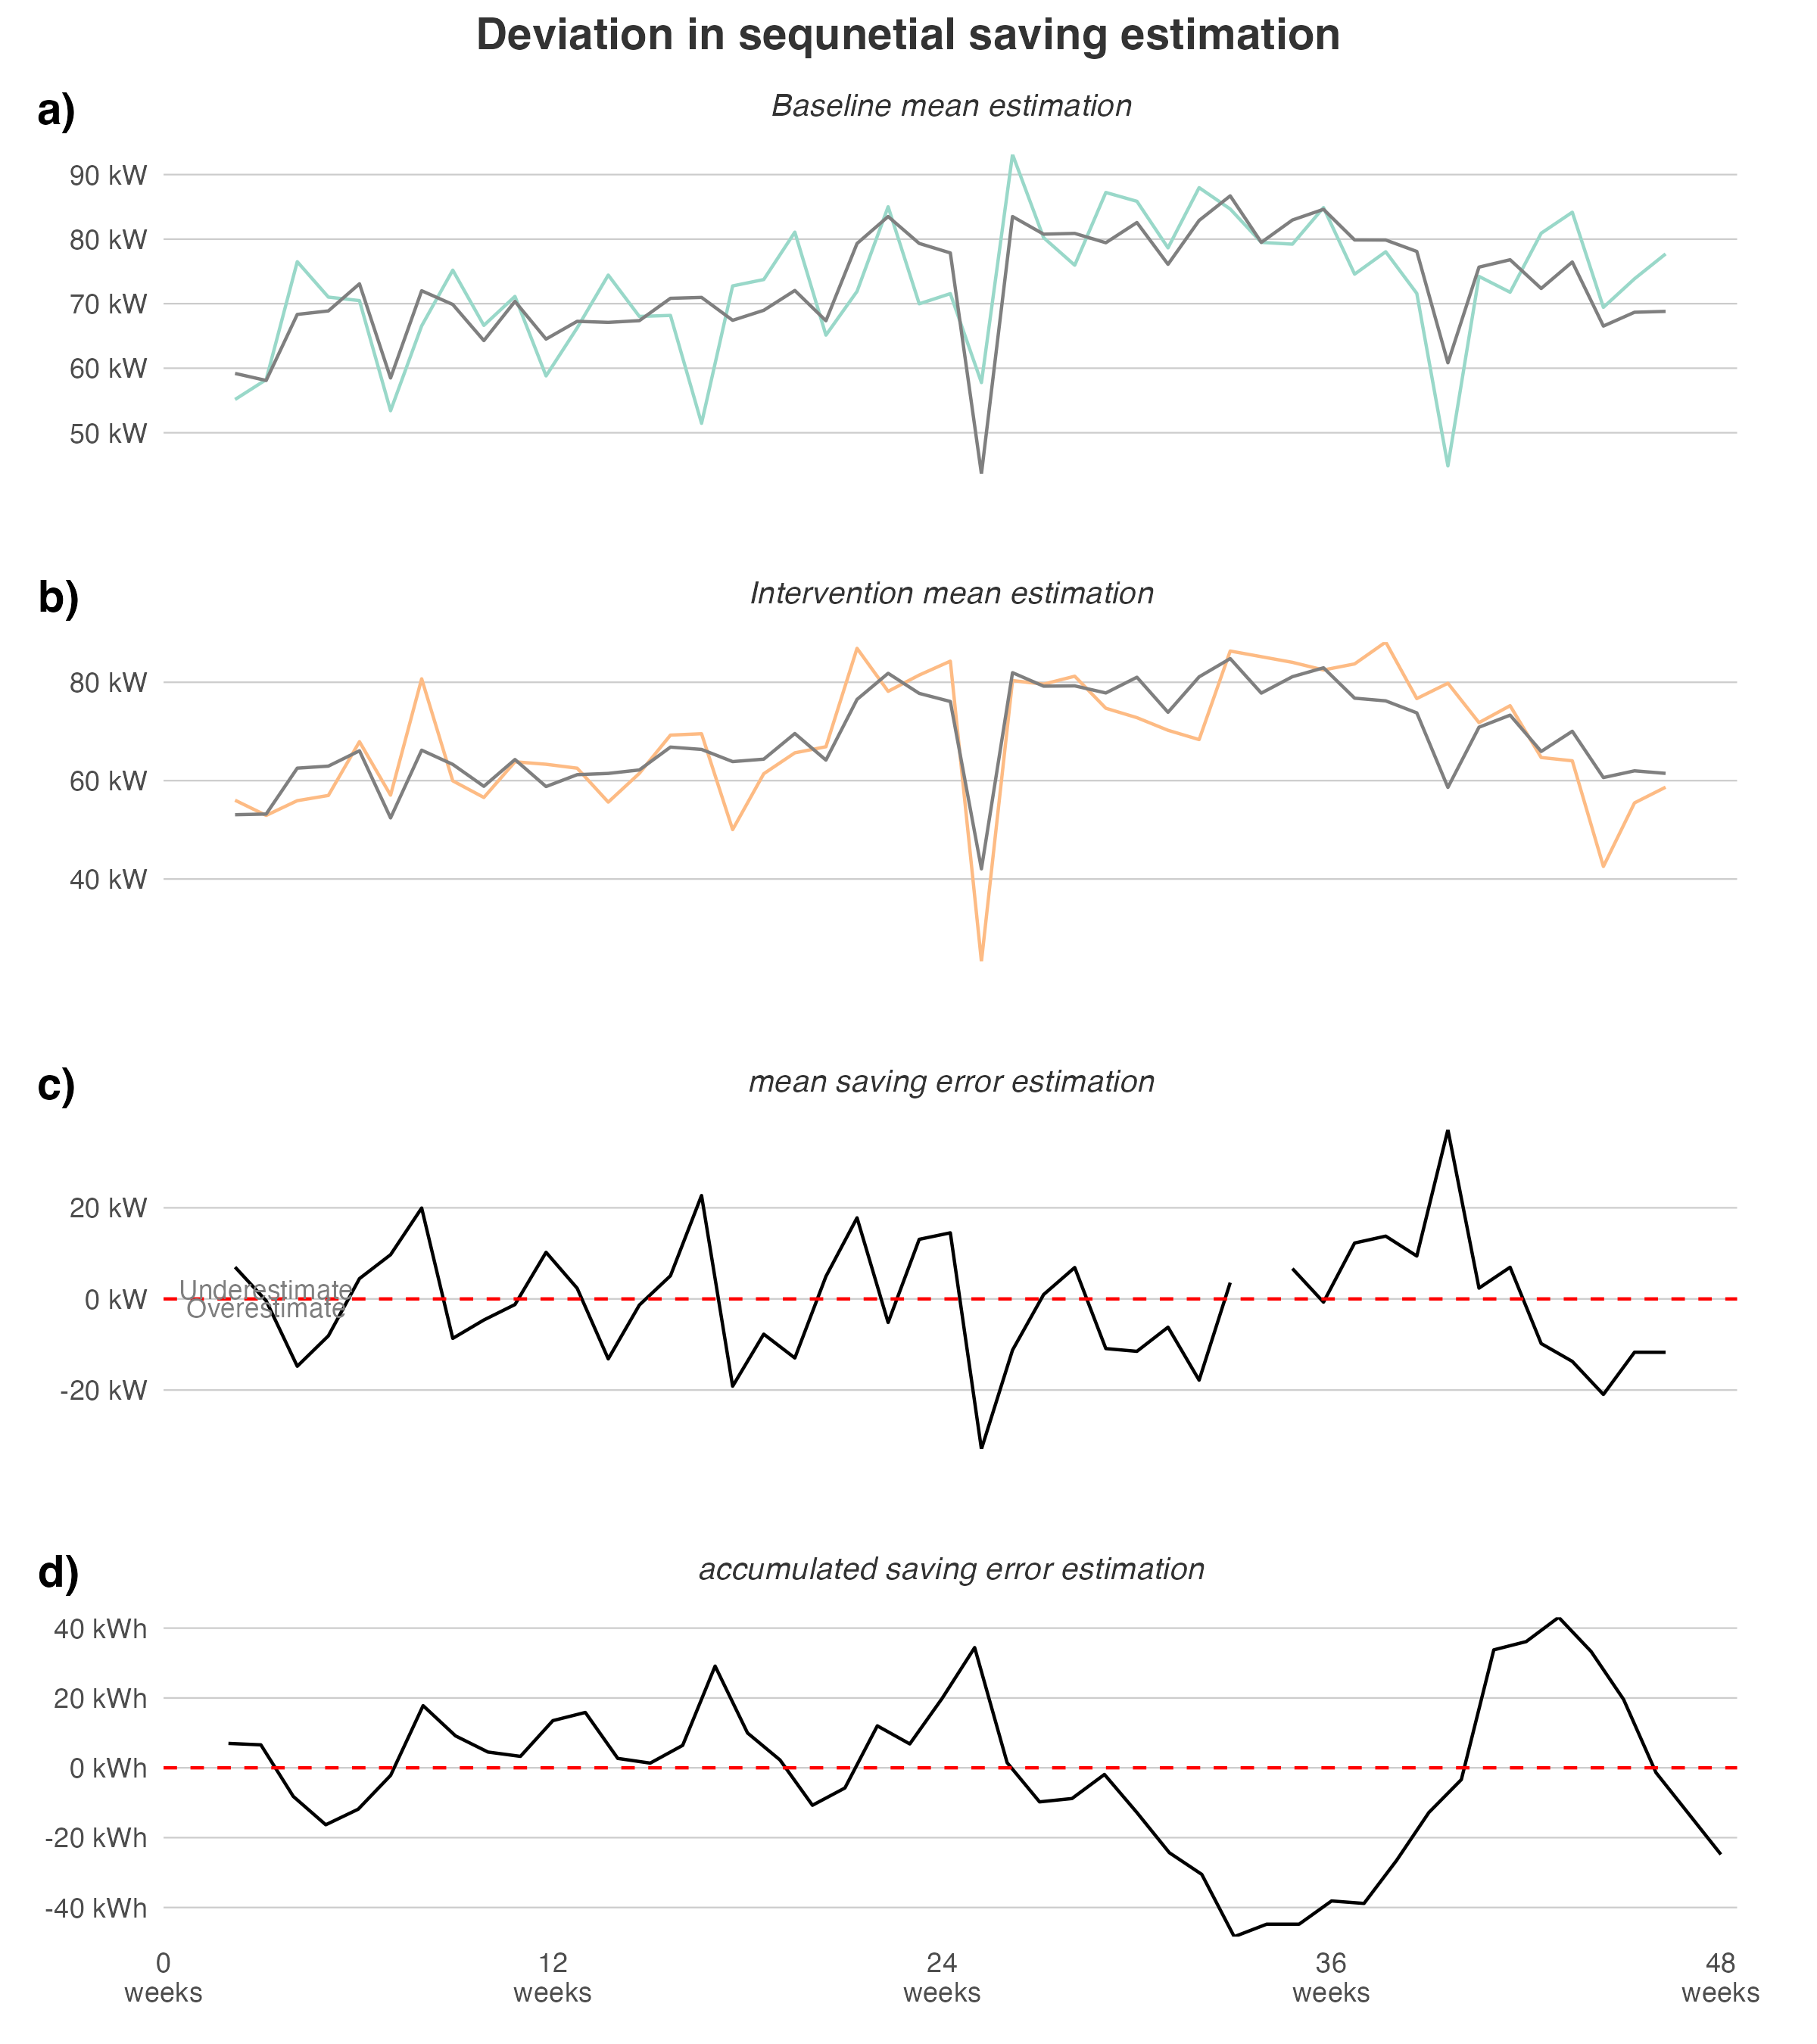 Deviation in sequnetial saving estimation
a)
Baseline mean estimation
90 kW
80 kW
70 kW
60 kW
50 kW
b)
Intervention mean estimation
80 kW
60 kW
40 kW
c)
mean saving error estimation
20 kW
Underestimate
0 kW
Overestimate
-20 kW
d)
accumulated saving error estimation
40 kWh
20 kWh
0 kWh
-20 kWh
-40 kWh
0 12 24 36 48
weeks weeks weeks weeks weeks